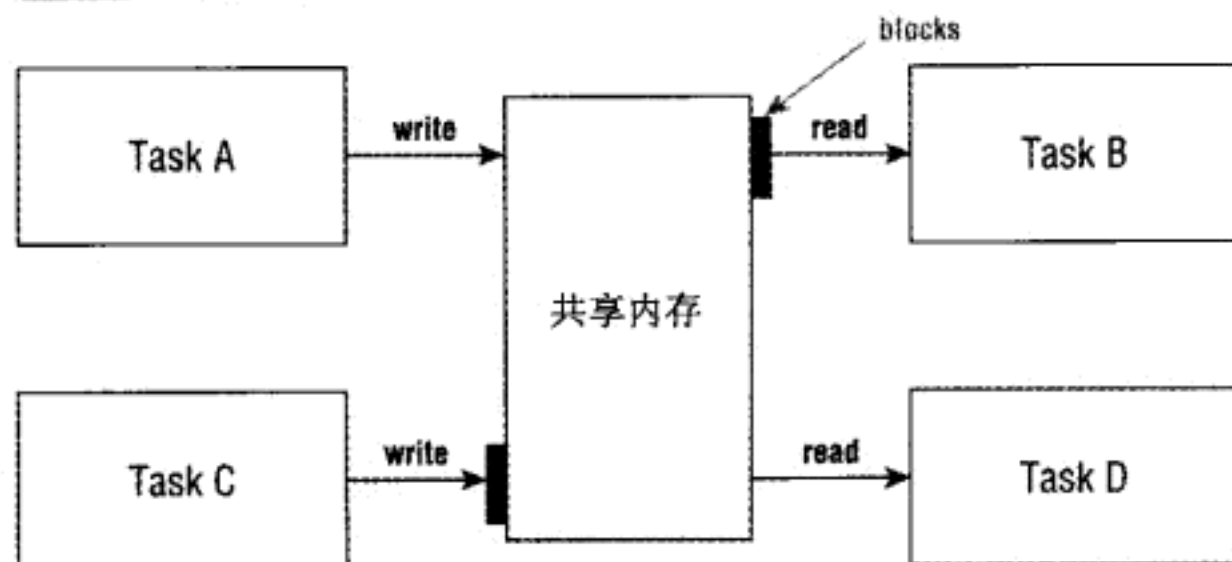 blocks
Task A
write
read
Task B
共享内存
Task C
write
read
Task D